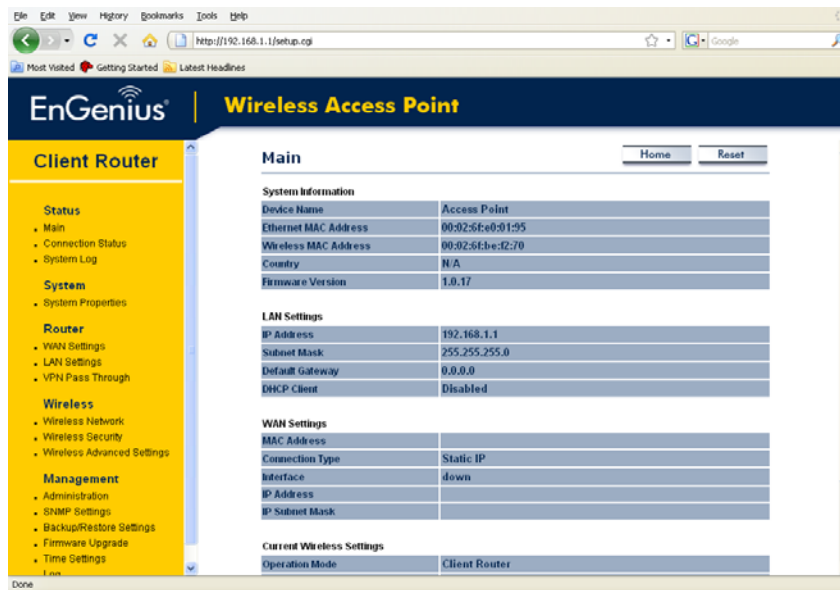 File Edit View History Bookmarks Tools Help
http://192.168.1.1/setup.cgi
Google
Most Visited Getting Started Latest Headlines
EnGenius® Wireless Access Point
Client Router
Status
Main
Connection Status
System Log
System
System Properties
Router
WAN Settings
LAN Settings
VPN Pass Through
Wireless
Wireless Network
Wireless Security
Wireless Advanced Settings
Management
Administration
SNMP Settings
Backup/Restore Settings
Firmware Upgrade
Time Settings
Log
Main
Home Reset
System Information
Device Name Access Point
Ethernet MAC Address 00:02:6f:e0:01:95
Wireless MAC Address 00:02:6f:be:f2:70
Country N/A
Firmware Version 1.0.17
LAN Settings
IP Address 192.168.1.1
Subnet Mask 255.255.255.0
Default Gateway 0.0.0.0
DHCP Client Disabled
WAN Settings
MAC Address
Connection Type Static IP
Interface down
IP Address
IP Subnet Mask
Current Wireless Settings
Operation Mode Client Router
Done